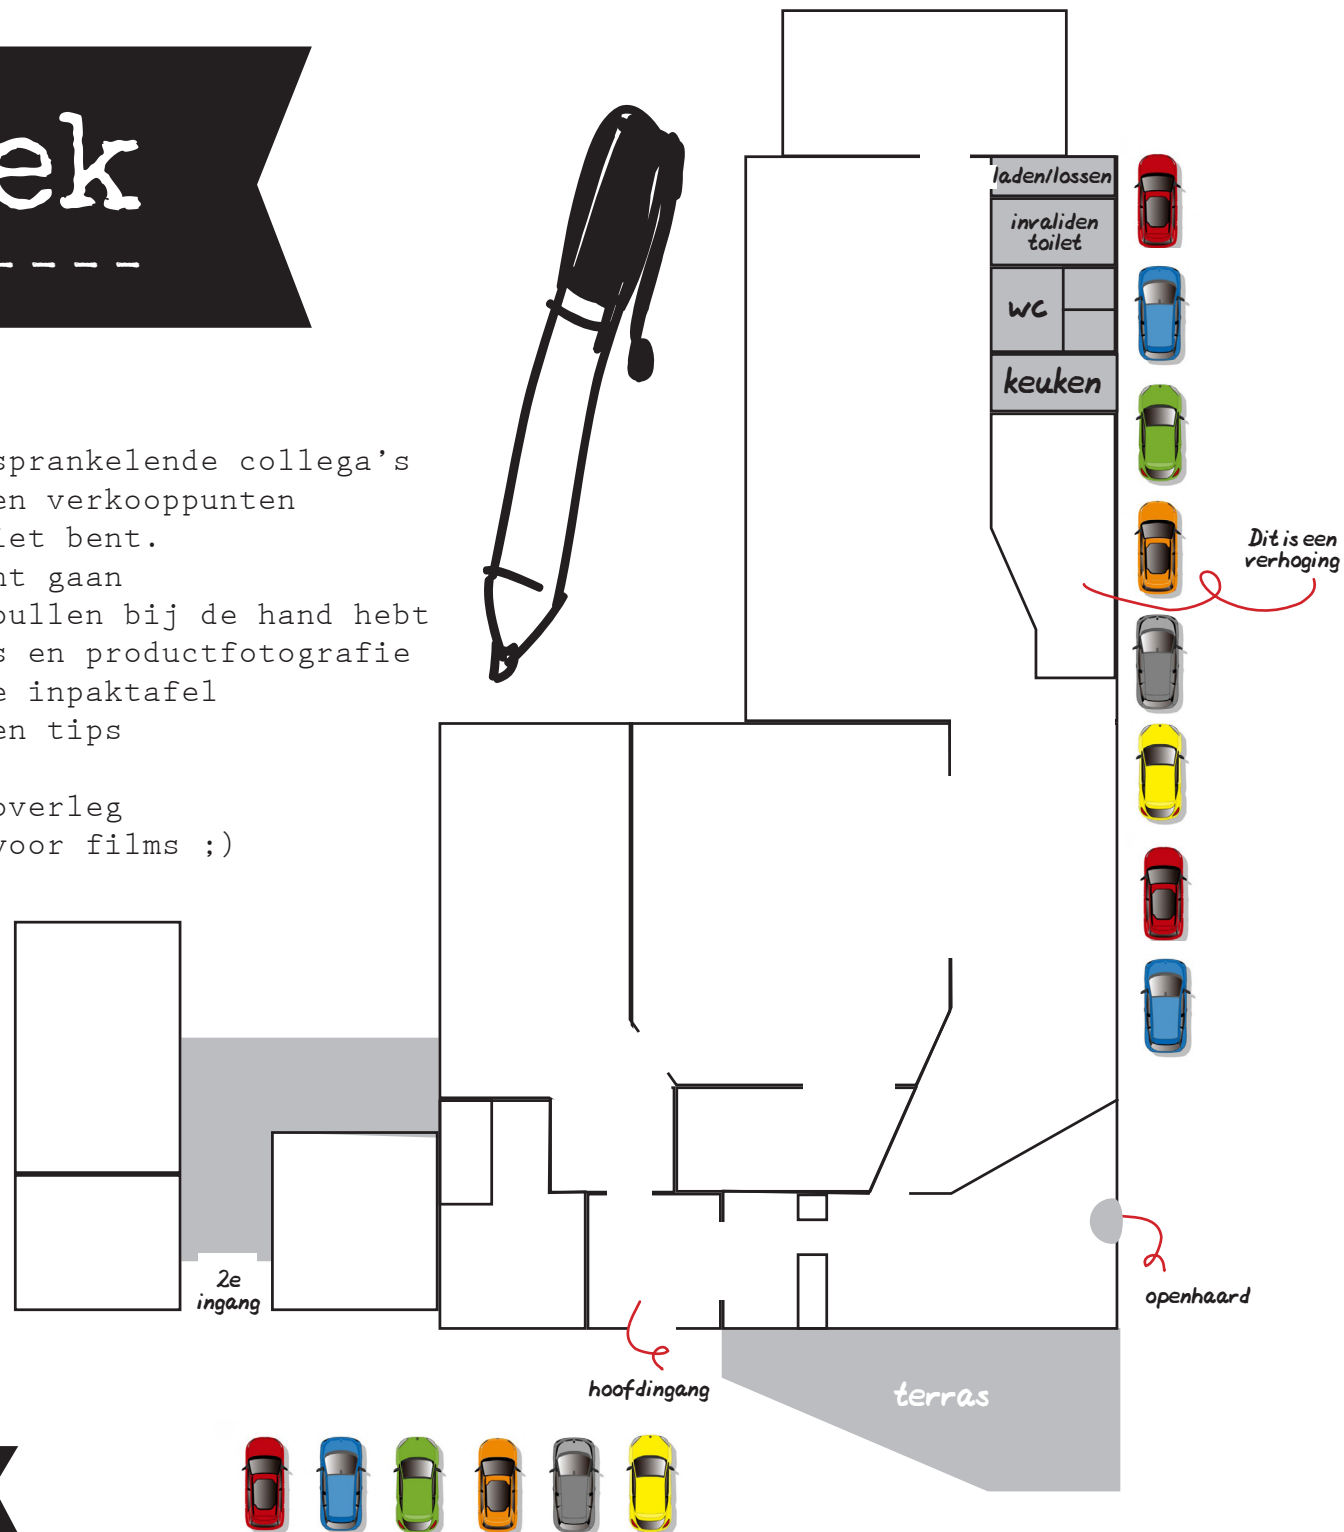 ek
sprankelende collega's
en verkooppunten
iet bent.
nt gaan
pullen bij de hand hebt
s en productfotografie
e inpaktafel
en tips
overleg
voor films ;)
laden/lossen
invaliden
toilet
wc
keuken
Dit is een
verhoging
2e
ingang
openhaard
hoofdingang
terras